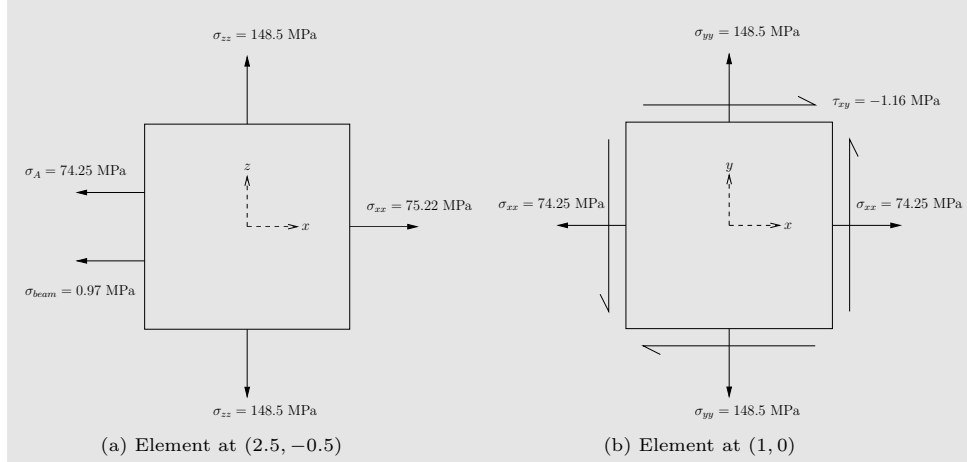 σzz = 148.5 MPa
σA = 74.25 MPa
z
x
σxx = 75.22 MPa
σbeam = 0.97 MPa
σzz = 148.5 MPa
(a) Element at (2.5, −0.5)
σyy = 148.5 MPa
τxy = −1.16 MPa
y
x
σxx = 74.25 MPa
σxx = 74.25 MPa
σyy = 148.5 MPa
(b) Element at (1, 0)